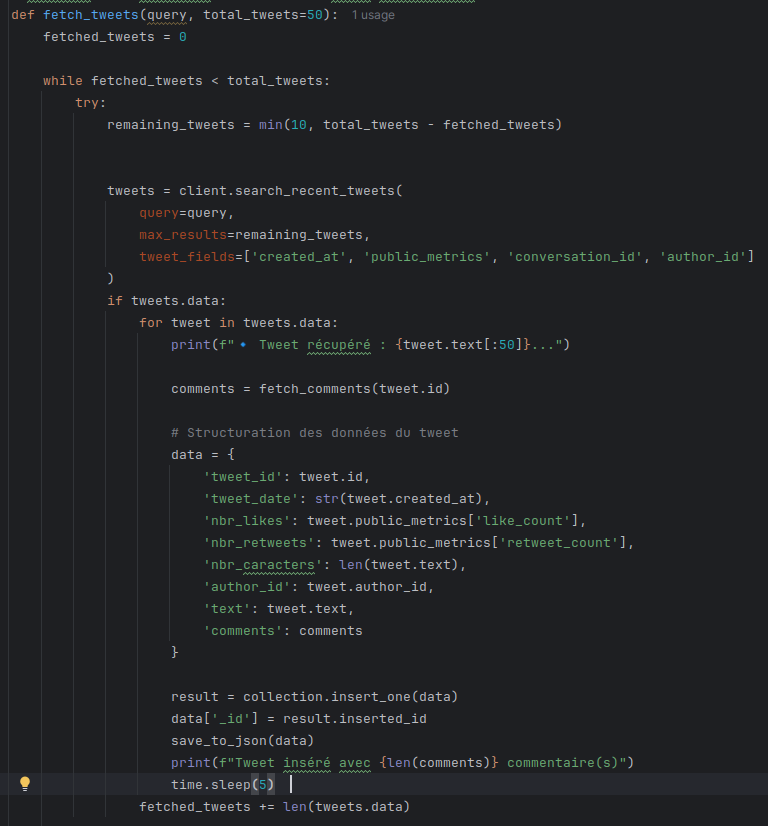 def fetch_tweets(query, total_tweets=50): 1 usage
    fetched_tweets = 0

    while fetched_tweets < total_tweets:
        try:
            remaining_tweets = min(10, total_tweets - fetched_tweets)


            tweets = client.search_recent_tweets(
                query=query,
                max_results=remaining_tweets,
                tweet_fields=['created_at', 'public_metrics', 'conversation_id', 'author_id']
            )
            if tweets.data:
                for tweet in tweets.data:
                    print(f"🔹 Tweet récupéré : {tweet.text[:50]}...")

                    comments = fetch_comments(tweet.id)

                    # Structuration des données du tweet
                    data = {
                        'tweet_id': tweet.id,
                        'tweet_date': str(tweet.created_at),
                        'nbr_likes': tweet.public_metrics['like_count'],
                        'nbr_retweets': tweet.public_metrics['retweet_count'],
                        'nbr_caracters': len(tweet.text),
                        'author_id': tweet.author_id,
                        'text': tweet.text,
                        'comments': comments
                    }

                    result = collection.insert_one(data)
                    data['_id'] = result.inserted_id
                    save_to_json(data)
                    print(f"Tweet inséré avec {len(comments)} commentaire(s)")
                    time.sleep(5)
                fetched_tweets += len(tweets.data)